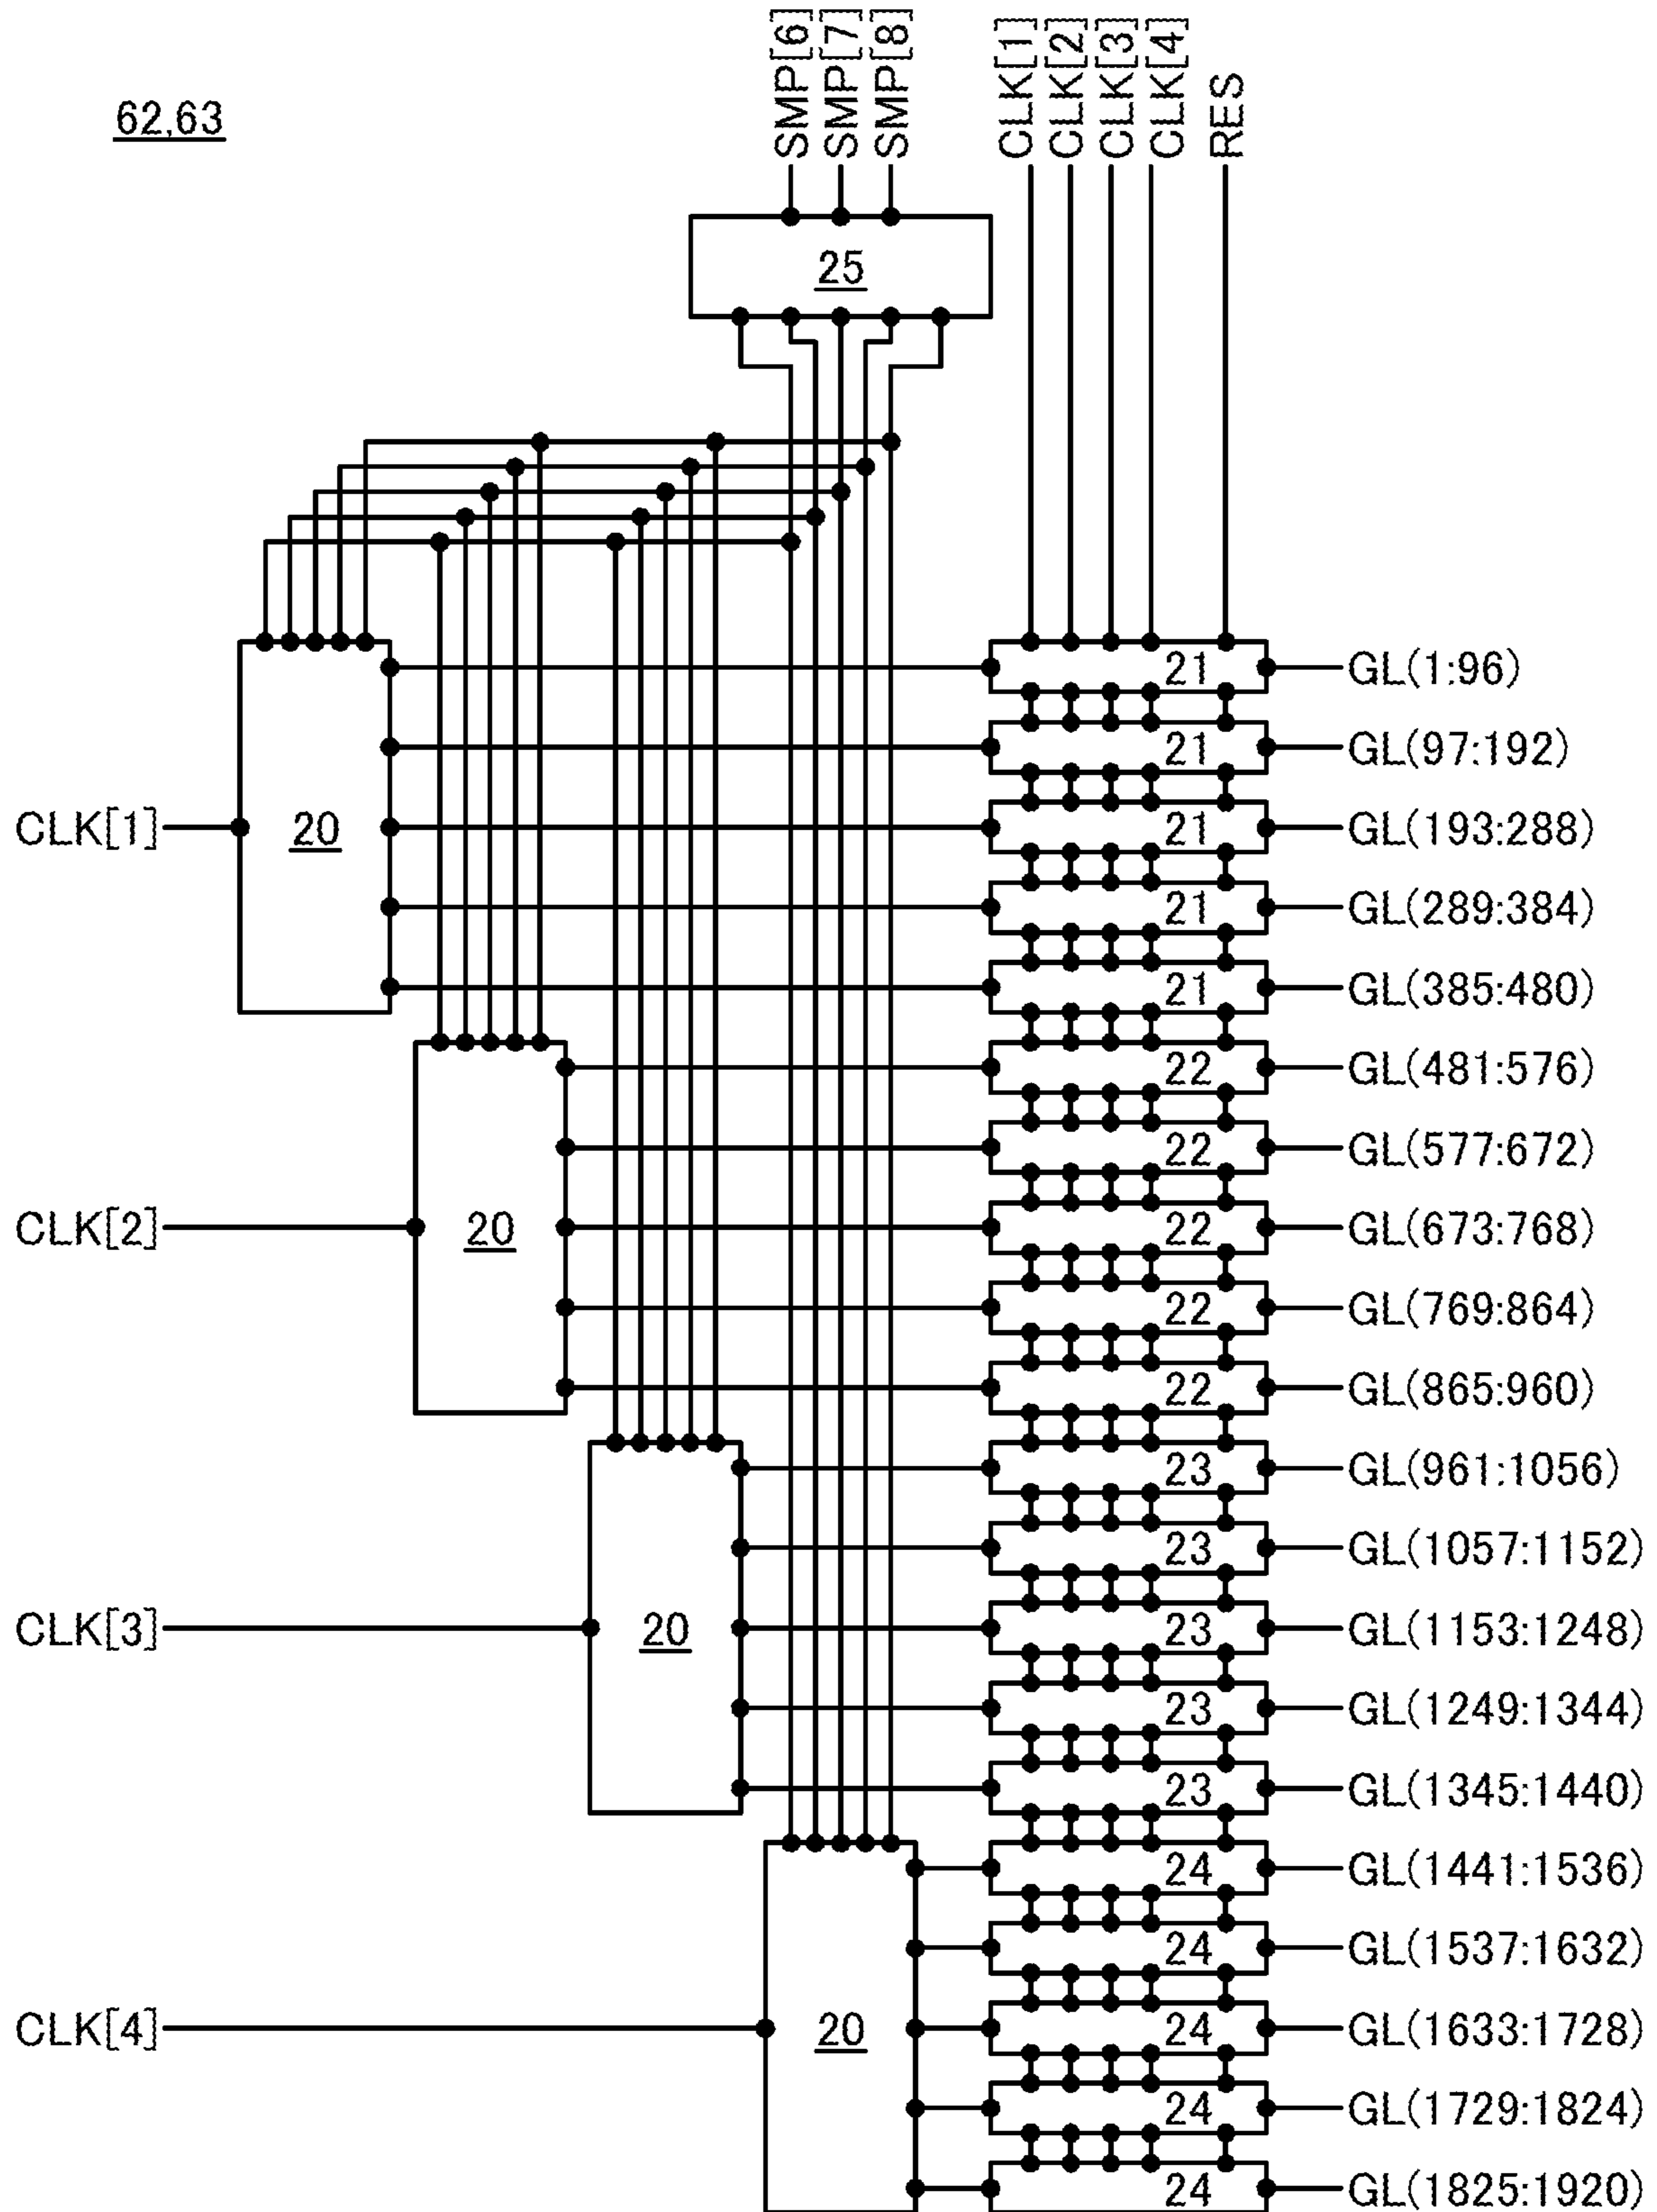 62,63
SMP[6]
SMP[7]
SMP[8]
CLK[1]
CLK[2]
CLK[3]
CLK[4]
RES
25
21 GL(1:96)
21 GL(97:192)
CLK[1] 20 21 GL(193:288)
21 GL(289:384)
21 GL(385:480)
22 GL(481:576)
22 GL(577:672)
CLK[2] 20 22 GL(673:768)
22 GL(769:864)
22 GL(865:960)
23 GL(961:1056)
23 GL(1057:1152)
CLK[3] 20 23 GL(1153:1248)
23 GL(1249:1344)
23 GL(1345:1440)
24 GL(1441:1536)
24 GL(1537:1632)
CLK[4] 20 24 GL(1633:1728)
24 GL(1729:1824)
24 GL(1825:1920)